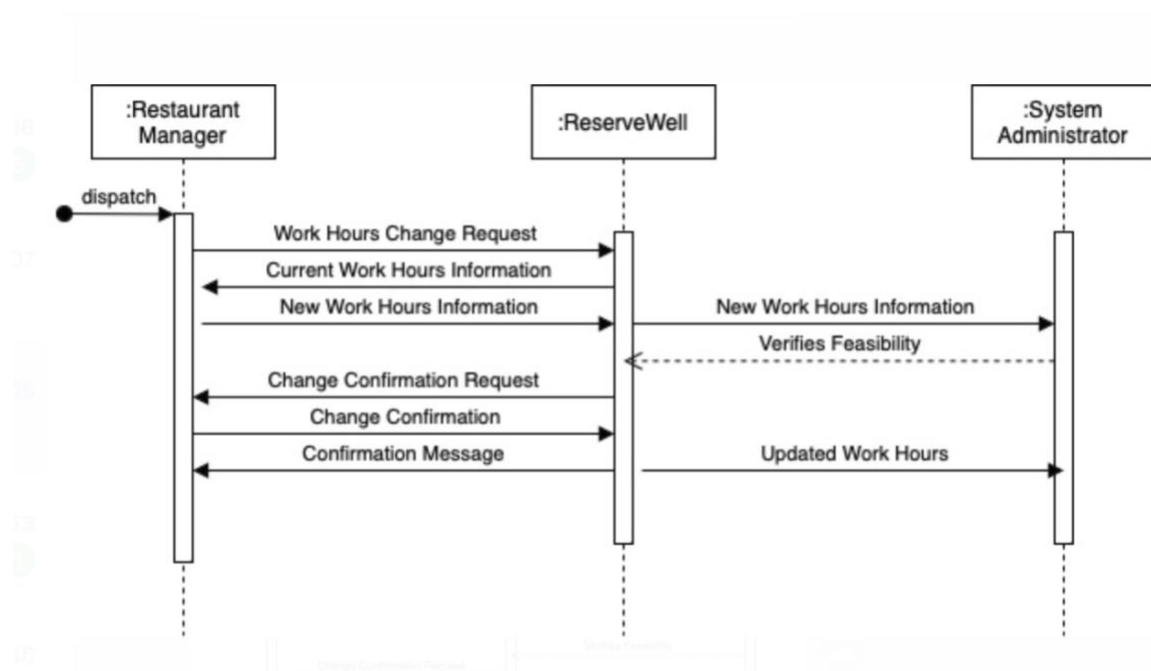 :Restaurant
Manager
:ReserveWell
:System
Administrator
dispatch
Work Hours Change Request
Current Work Hours Information
New Work Hours Information
New Work Hours Information
Verifies Feasibility
Change Confirmation Request
Change Confirmation
Confirmation Message
Updated Work Hours